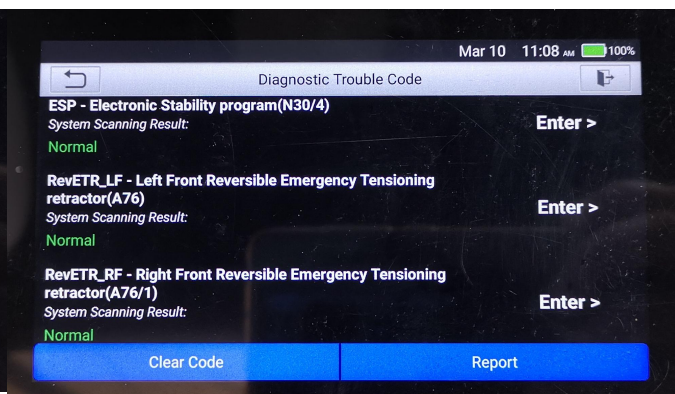 Mar 10 11:08 AM 100%
Diagnostic Trouble Code
ESP - Electronic Stability program(N30/4)
System Scanning Result:
Enter >
Normal
RevETR_LF - Left Front Reversible Emergency Tensioning
retractor(A76)
System Scanning Result:
Enter >
Normal
RevETR_RF - Right Front Reversible Emergency Tensioning
retractor(A76/1)
System Scanning Result:
Enter >
Normal
Clear Code
Report